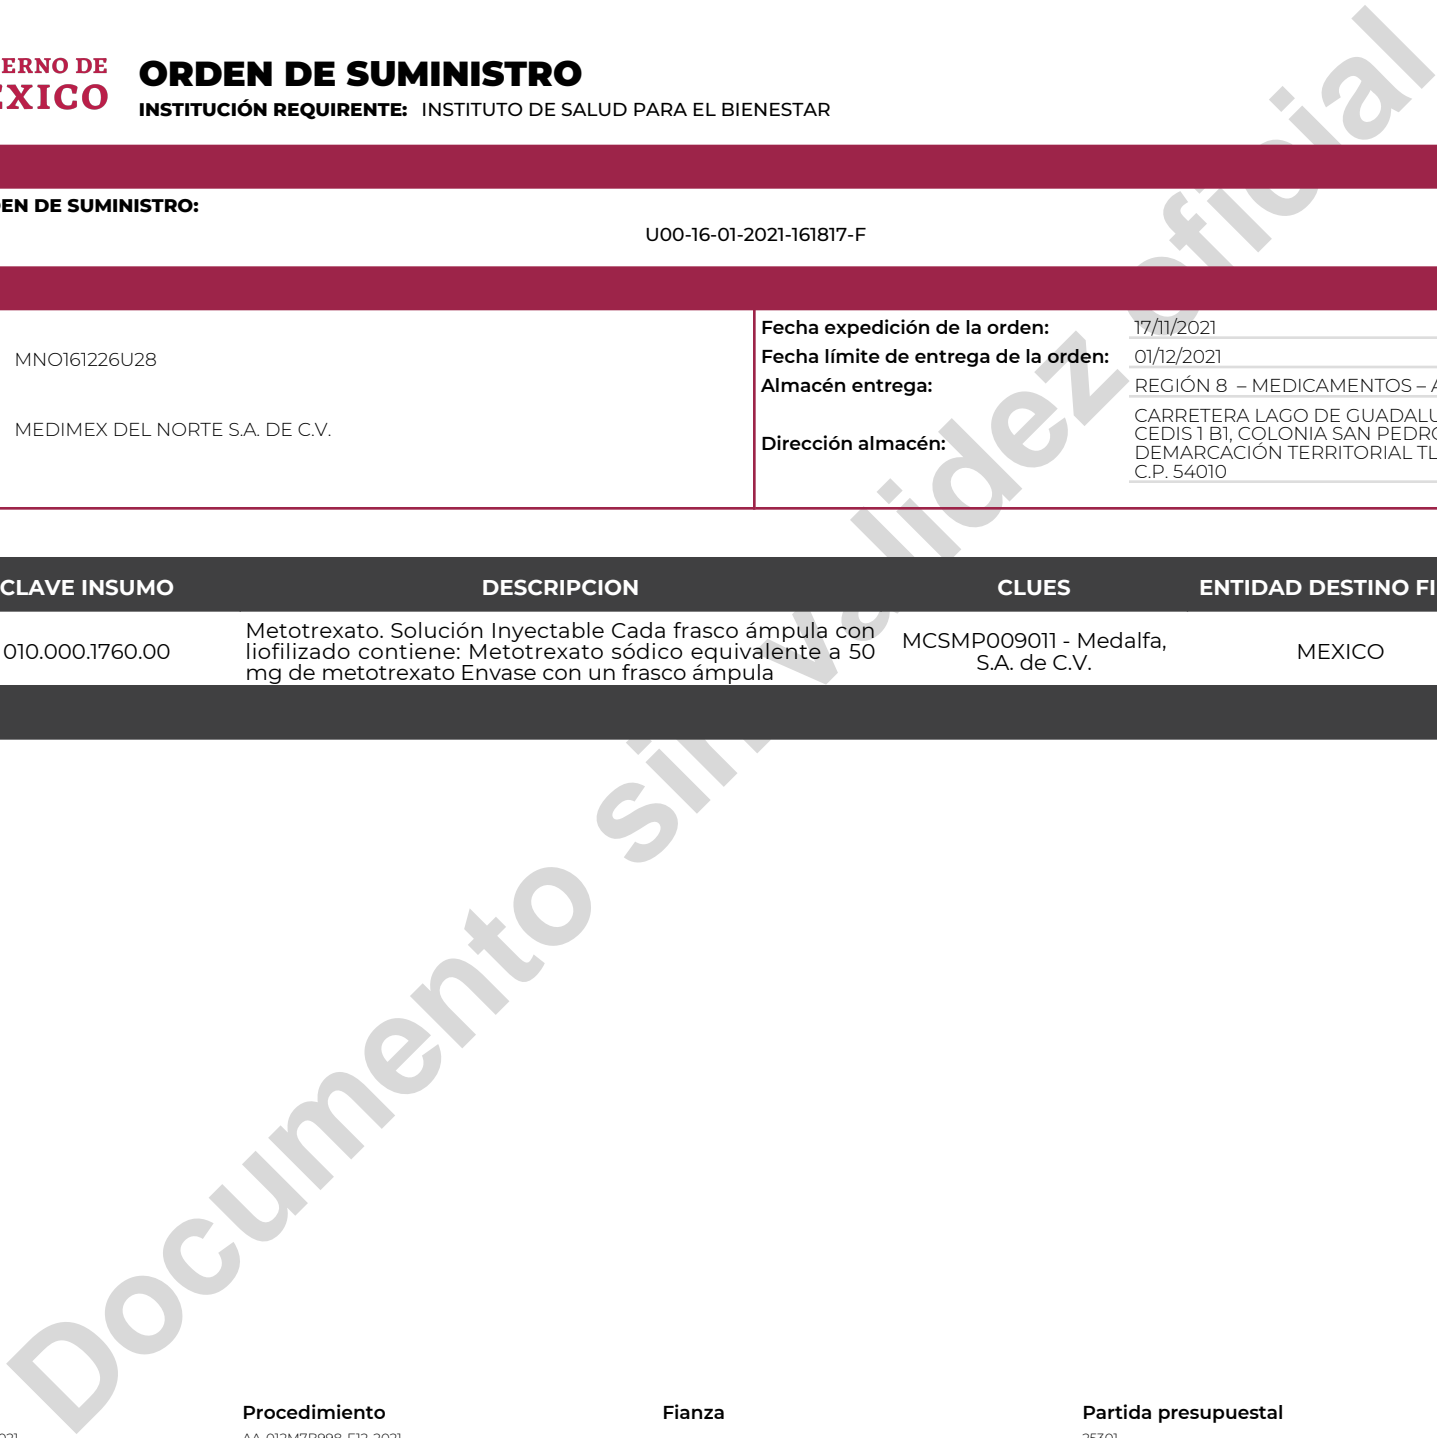 ERNO DE
ÉXICO
ORDEN DE SUMINISTRO
INSTITUCIÓN REQUIRENTE: INSTITUTO DE SALUD PARA EL BIENESTAR
EN DE SUMINISTRO:
U00-16-01-2021-161817-F
MNO161226U28
MEDIMEX DEL NORTE S.A. DE C.V.
Fecha expedición de la orden: 17/11/2021
Fecha límite de entrega de la orden: 01/12/2021
Almacén entrega: REGIÓN 8 – MEDICAMENTOS – A
Dirección almacén:
CARRETERA LAGO DE GUADALU
CEDIS 1 B1, COLONIA SAN PEDRO
DEMARCACIÓN TERRITORIAL TL
C.P. 54010
CLAVE INSUMO DESCRIPCION CLUES ENTIDAD DESTINO FI
010.000.1760.00
Metotrexato. Solución Inyectable Cada frasco ámpula con
liofilizado contiene: Metotrexato sódico equivalente a 50
mg de metotrexato Envase con un frasco ámpula
MCSMP009011 - Medalfa,
S.A. de C.V.
MEXICO
Documento sin validez oficial
Procedimiento Fianza Partida presupuestal